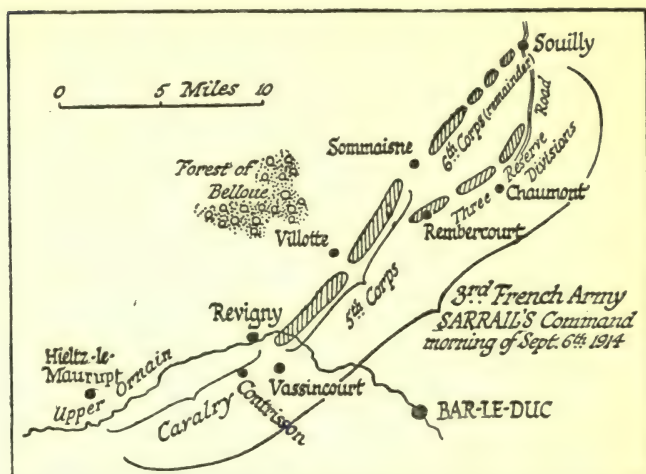 Souilly
0 5 Miles 10
6th Corps (remainder)
Road
Sommaisne
Forest of
Belloue
Three Reserve Divisions
Chaumont
Rembercourt
Villotte
5th Corps
3rd French Army
SARRAIL'S Command
morning of Sept. 6th 1914
Revigny
Hieltz-le-
Maurupt
Upper Ornain
Vassincourt
Cavalry
Contrisson
BAR-LE-DUC